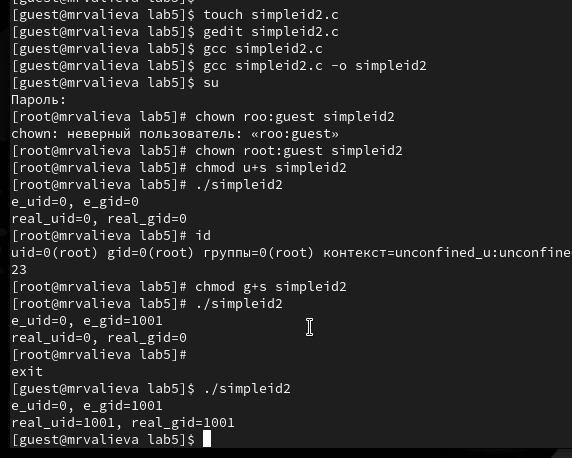 [guest@mrvalieva lab5]$ touch simpleid2.c
[guest@mrvalieva lab5]$ gedit simpleid2.c
[guest@mrvalieva lab5]$ gcc simpleid2.c
[guest@mrvalieva lab5]$ gcc simpleid2.c -o simpleid2
[guest@mrvalieva lab5]$ su
Пароль:
[root@mrvalieva lab5]# chown roo:guest simpleid2
chown: неверный пользователь: «roo:guest»
[root@mrvalieva lab5]# chown root:guest simpleid2
[root@mrvalieva lab5]# chmod u+s simpleid2
[root@mrvalieva lab5]# ./simpleid2
e_uid=0, e_gid=0
real_uid=0, real_gid=0
[root@mrvalieva lab5]# id
uid=0(root) gid=0(root) группы=0(root) контекст=unconfined_u:unconfine
23
[root@mrvalieva lab5]# chmod g+s simpleid2
[root@mrvalieva lab5]# ./simpleid2
e_uid=0, e_gid=1001
real_uid=0, real_gid=0
[root@mrvalieva lab5]#
exit
[guest@mrvalieva lab5]$ ./simpleid2
e_uid=0, e_gid=1001
real_uid=1001, real_gid=1001
[guest@mrvalieva lab5]$